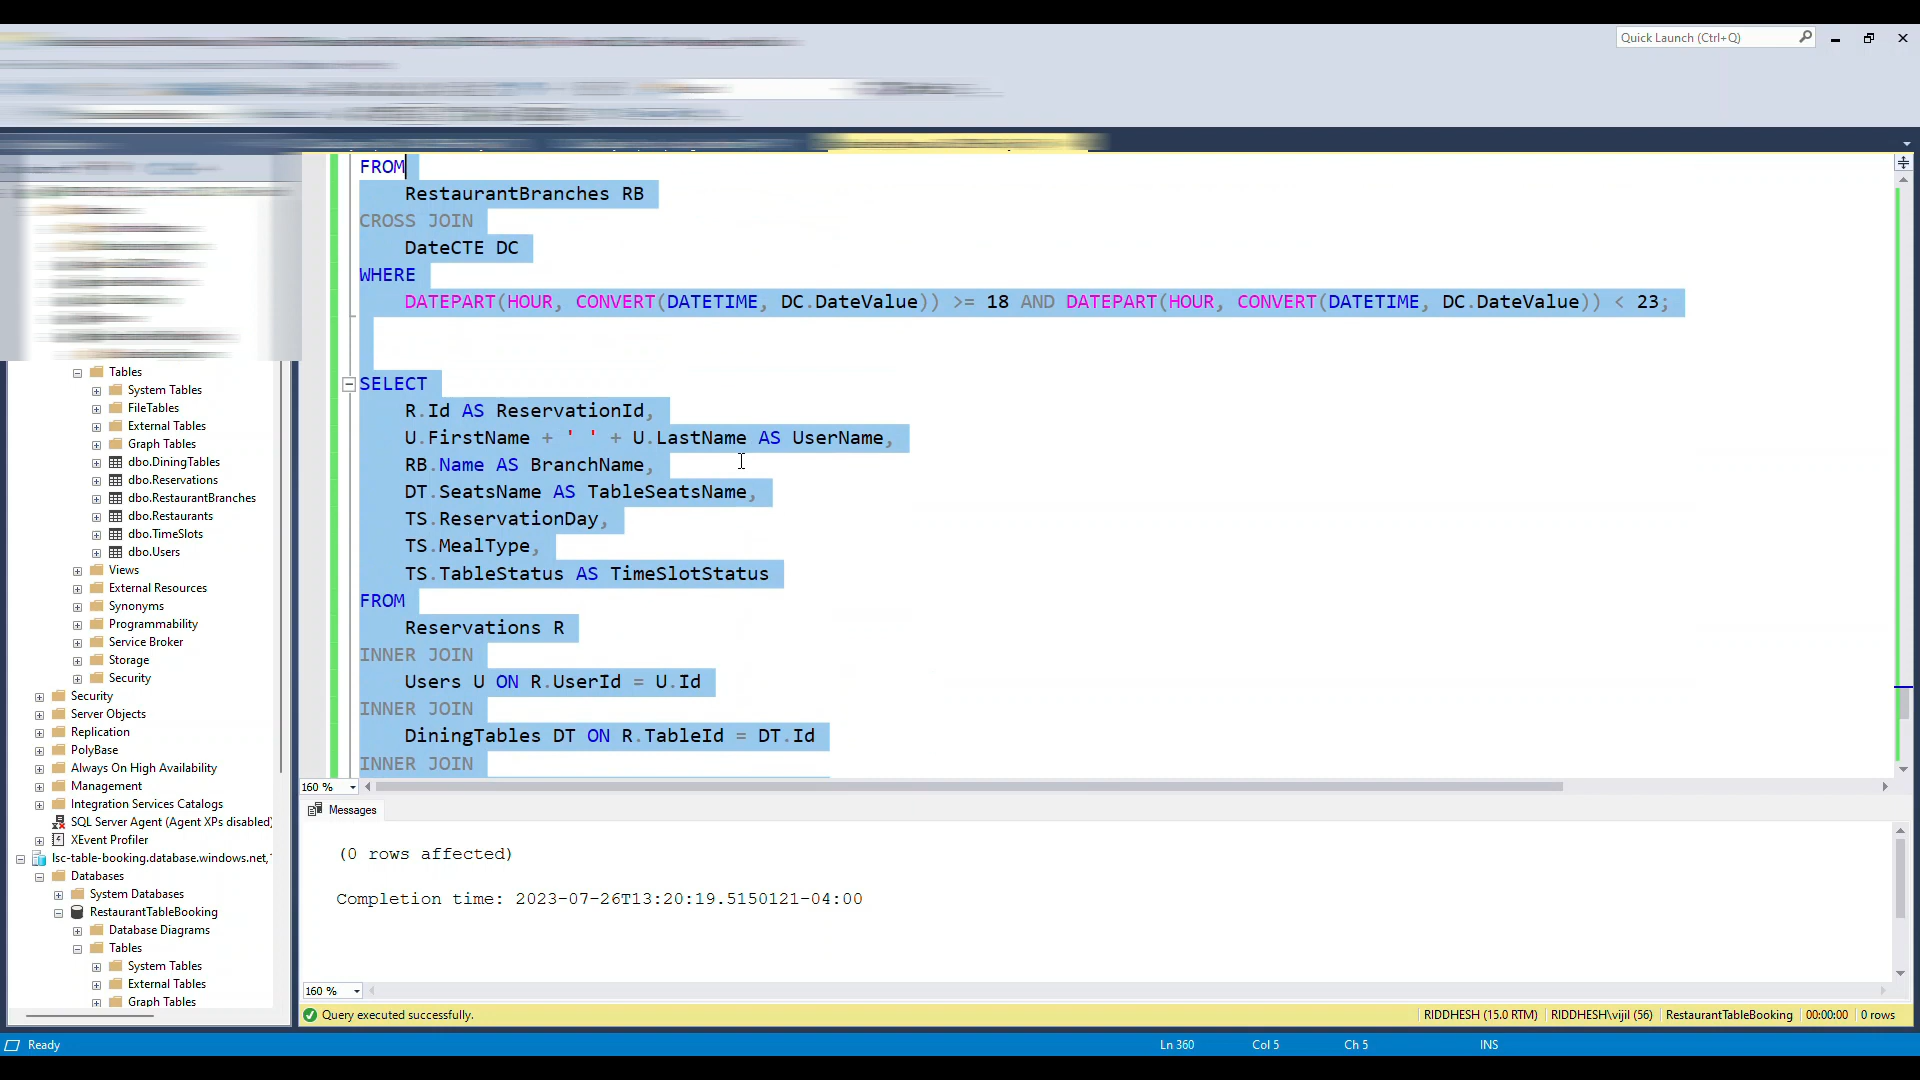 Quick Launch (Ctrl+Q)
FROM
RestaurantBranches RB
CROSS JOIN
DateCTE DC
WHERE
DATEPART(HOUR, CONVERT(DATETIME, DC.DateValue)) >= 18 AND DATEPART(HOUR, CONVERT(DATETIME, DC.DateValue)) < 23;
SELECT
R.Id AS ReservationId,
U.FirstName + ' ' + U.LastName AS UserName,
RB.Name AS BranchName,
DT.SeatsName AS TableSeatsName,
TS.ReservationDay,
TS.MealType,
TS.TableStatus AS TimeSlotStatus
FROM
Reservations R
INNER JOIN
Users U ON R.UserId = U.Id
INNER JOIN
DiningTables DT ON R.TableId = DT.Id
INNER JOIN
160 %
Messages
(0 rows affected)
Completion time: 2023-07-26T13:20:19.5150121-04:00
160 %
Query executed successfully.
RIDDHESH (15.0 RTM)
RIDDHESH\vijil (56)
RestaurantTableBooking
00:00:00
0 rows
Tables
System Tables
FileTables
External Tables
Graph Tables
dbo.DiningTables
dbo.Reservations
dbo.RestaurantBranches
dbo.Restaurants
dbo.TimeSlots
dbo.Users
Views
External Resources
Synonyms
Programmability
Service Broker
Storage
Security
Security
Server Objects
Replication
PolyBase
Always On High Availability
Management
Integration Services Catalogs
SQL Server Agent (Agent XPs disabled)
XEvent Profiler
lsc-table-booking.database.windows.net,
Databases
System Databases
RestaurantTableBooking
Database Diagrams
Tables
System Tables
External Tables
Graph Tables
Ready
Ln 360
Col 5
Ch 5
INS